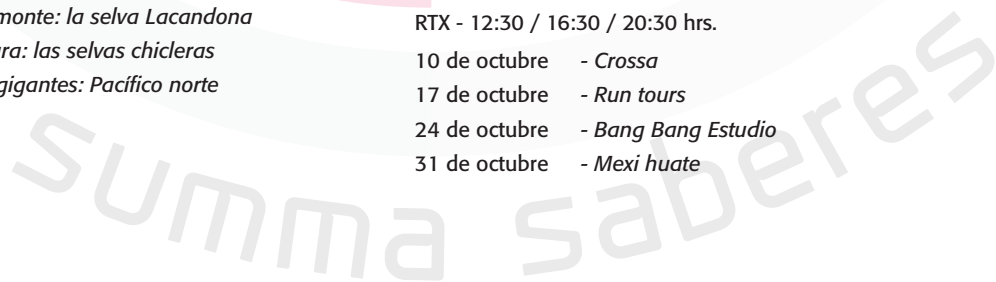 monte: la selva Lacandona
ra: las selvas chicleras
gigantes: Pacífico norte
RTX - 12:30 / 16:30 / 20:30 hrs.
10 de octubre - Crossa
17 de octubre - Run tours
24 de octubre - Bang Bang Estudio
31 de octubre - Mexi huate
summa saberes